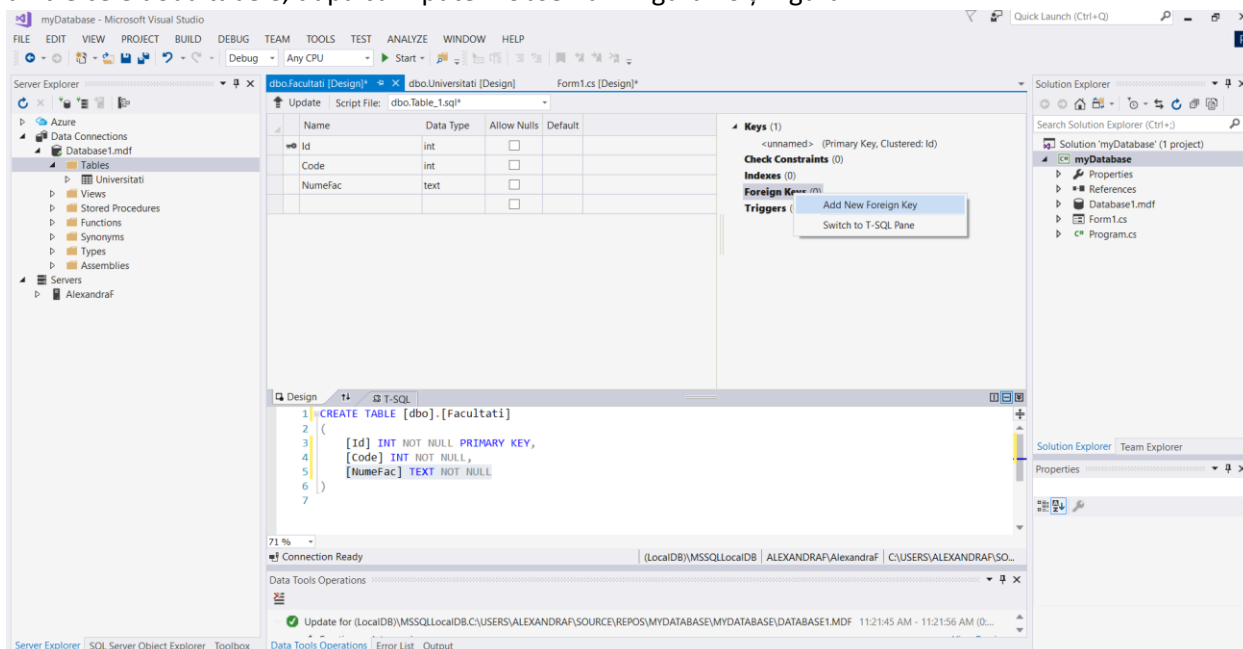 myDatabase - Microsoft Visual Studio
Quick Launch (Ctrl+Q)
FILE EDIT VIEW PROJECT BUILD DEBUG TEAM TOOLS TEST ANALYZE WINDOW HELP
Debug Any CPU Start
Server Explorer
Azure
Data Connections
Database1.mdf
Tables
Universitati
Views
Stored Procedures
Functions
Synonyms
Types
Assemblies
Servers
AlexandraF
dbo.Facultati [Design]* dbo.Universitati [Design] Form1.cs [Design]*
Update Script File: dbo.Table_1.sql*
Name Data Type Allow Nulls Default
Id int
Code int
NumeFac text
Keys (1)
<unnamed> (Primary Key, Clustered: Id)
Check Constraints (0)
Indexes (0)
Foreign Keys (0)
Triggers (
Add New Foreign Key
Switch to T-SQL Pane
Design T-SQL
1 CREATE TABLE [dbo].[Facultati]
2 (
3 [Id] INT NOT NULL PRIMARY KEY,
4 [Code] INT NOT NULL,
5 [NumeFac] TEXT NOT NULL
6 )
7
71 %
Connection Ready (LocalDB)\MSSQLLocalDB ALEXANDRAF\AlexandraF C:\USERS\ALEXANDRAF\SO...
Data Tools Operations
Update for (LocalDB)\MSSQLLocalDB.C:\USERS\ALEXANDRAF\SOURCE\REPOS\MYDATABASE\MYDATABASE\DATABASE1.MDF 11:21:45 AM - 11:21:56 AM (0:...
Server Explorer SQL Server Object Explorer Toolbox
Data Tools Operations Error List Output
Solution Explorer
Search Solution Explorer (Ctrl+;)
Solution 'myDatabase' (1 project)
myDatabase
Properties
References
Database1.mdf
Form1.cs
Program.cs
Solution Explorer Team Explorer
Properties